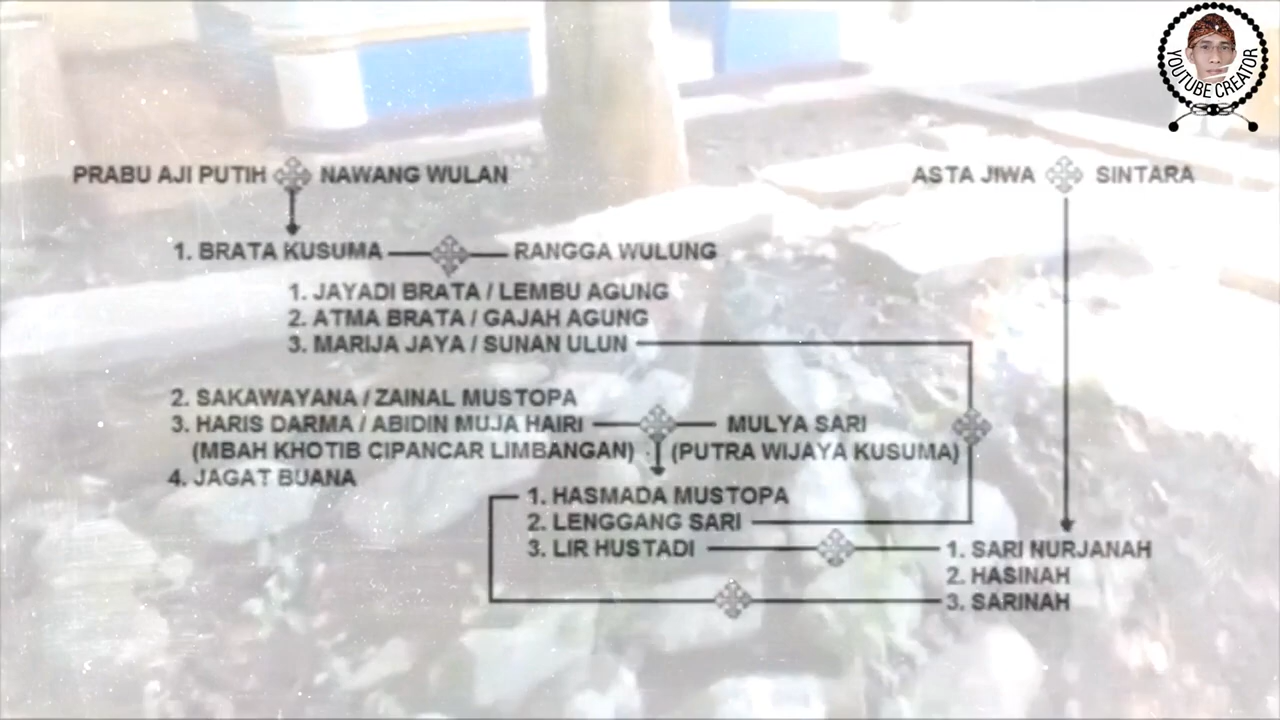 YOUTUBE CREATOR
PRABU AJI PUTIH NAWANG WULAN
ASTA JIWA SINTARA
1. BRATA KUSUMA RANGGA WULUNG
1. JAYADI BRATA / LEMBU AGUNG
2. ATMA BRATA / GAJAH AGUNG
3. MARIJA JAYA / SUNAN ULUN
2. SAKAWAYANA / ZAINAL MUSTOPA
3. HARIS DARMA / ABIDIN MUJA HAIRI MULYA SARI
(MBAH KHOTIB CIPANCAR LIMBANGAN) (PUTRA WIJAYA KUSUMA)
4. JAGAT BUANA
1. HASMADA MUSTOPA
2. LENGGANG SARI
3. LIR HUSTADI
1. SARI NURJANAH
2. HASINAH
3. SARINAH